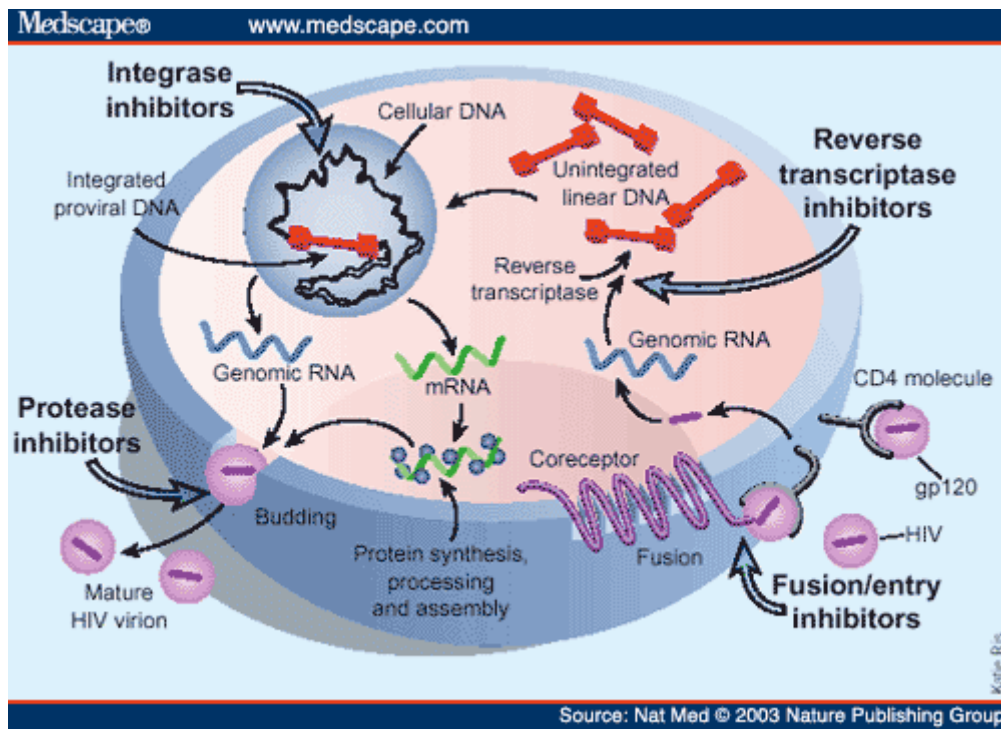 Medscape® www.medscape.com
Integrase
inhibitors
Cellular DNA
Integrated
proviral DNA
Unintegrated
linear DNA
Reverse
transcriptase
inhibitors
Reverse
transcriptase
Genomic RNA
mRNA
Genomic RNA
CD4 molecule
gp120
Protease
inhibitors
Coreceptor
Budding
Fusion
HIV
Mature
HIV virion
Protein synthesis,
processing
and assembly
Fusion/entry
inhibitors
Katie Ris
Source: Nat Med © 2003 Nature Publishing Group